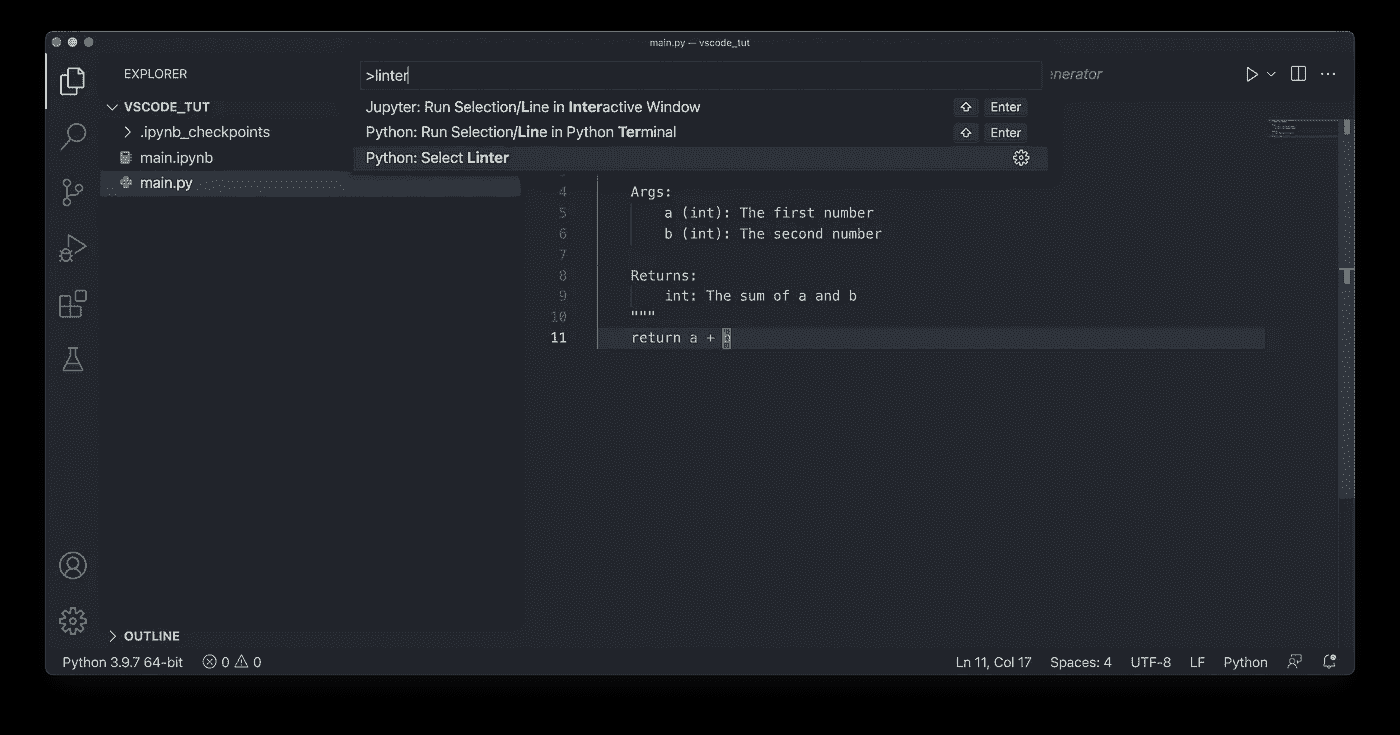 main.py — vscode_tut
EXPLORER
>linter
enerator
VSCODE_TUT
Jupyter: Run Selection/Line in Interactive Window
Enter
.ipynb_checkpoints
Python: Run Selection/Line in Python Terminal
Enter
main.ipynb
Python: Select Linter
main.py
4 Args:
5 a (int): The first number
6 b (int): The second number
7
8 Returns:
9 int: The sum of a and b
10 """
11 return a + b
OUTLINE
Python 3.9.7 64-bit 0 0 Ln 11, Col 17 Spaces: 4 UTF-8 LF Python